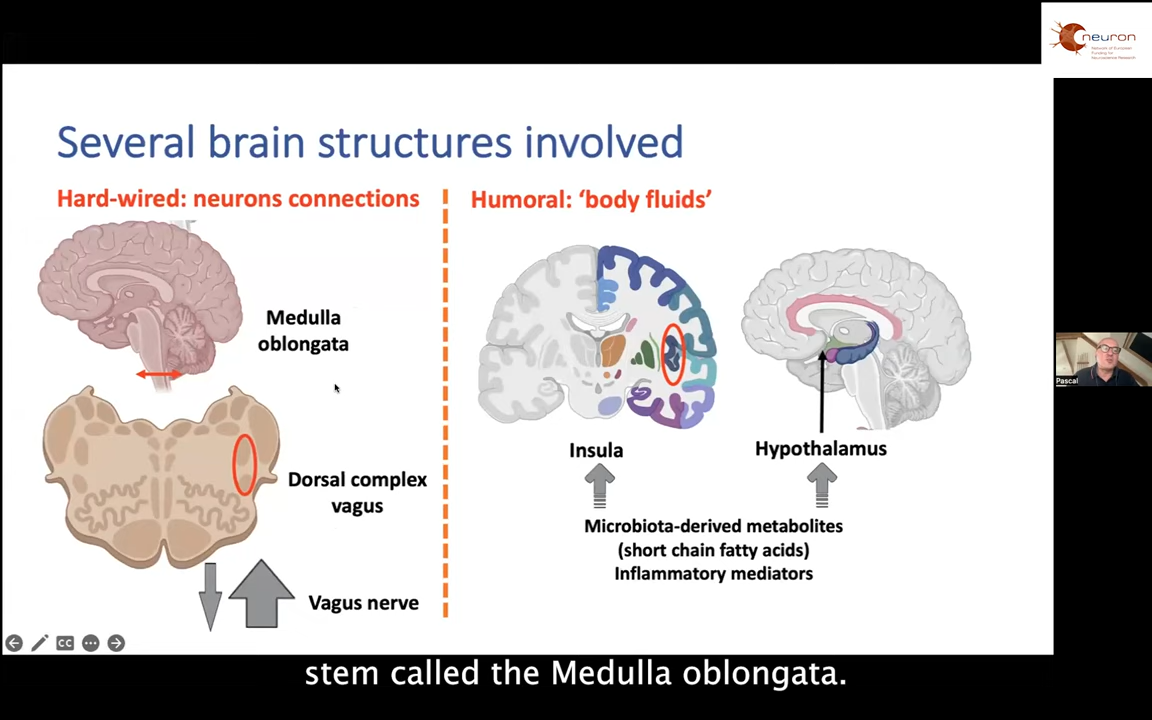 neuron
Network of European
Funding for
Neuroscience Research
Several brain structures involved
Hard-wired: neurons connections
Humoral: ‘body fluids’
Medulla
oblongata
Dorsal complex
vagus
Vagus nerve
Insula
Hypothalamus
Microbiota-derived metabolites
(short chain fatty acids)
Inflammatory mediators
Pascal
CC
stem called the Medulla oblongata.